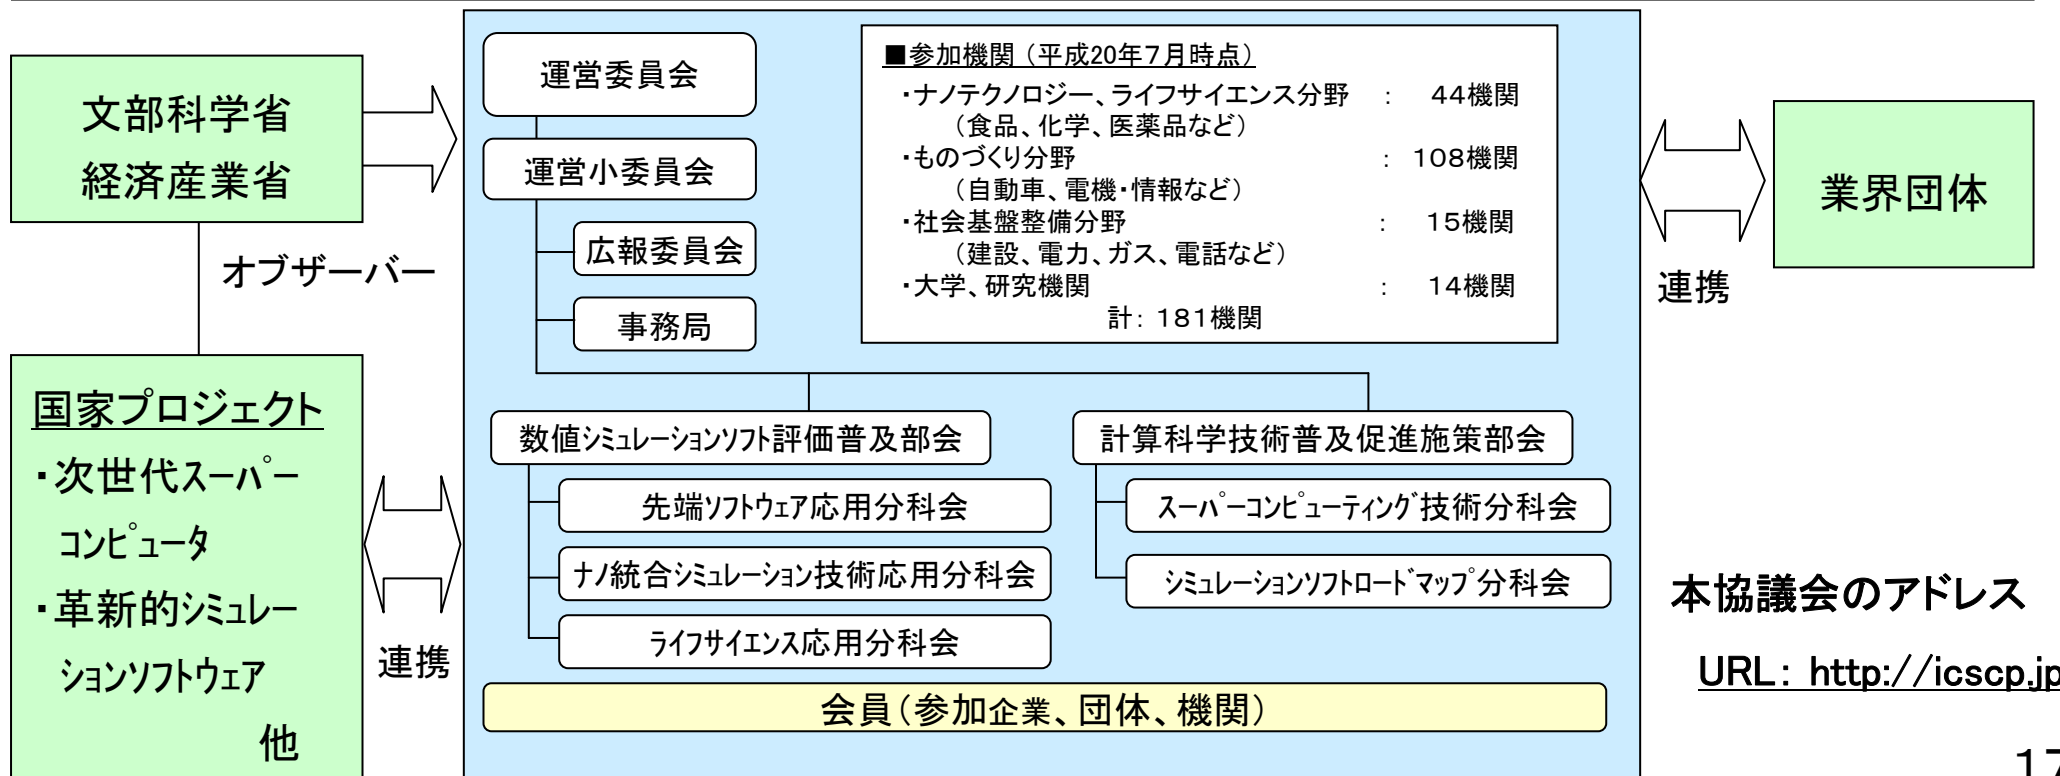 文部科学省
経済産業省
オブザーバー
国家プロジェクト
・次世代スーパー
コンピュータ
・革新的シミュレー
ションソフトウェア
他
連携
運営委員会
運営小委員会
広報委員会
事務局
■参加機関（平成20年７月時点）
・ナノテクノロジー、ライフサイエンス分野　：　４４機関
（食品、化学、医薬品など）
・ものづくり分野　：　１０８機関
（自動車、電機・情報など）
・社会基盤整備分野　：　１５機関
（建設、電力、ガス、電話など）
・大学、研究機関　：　１４機関
計：１８１機関
数値シミュレーションソフト評価普及部会
先端ソフトウェア応用分科会
ナノ統合シミュレーション技術応用分科会
ライフサイエンス応用分科会
計算科学技術普及促進施策部会
スーパーコンピューティング技術分科会
シミュレーションソフトロードマップ分科会
会員（参加企業、団体、機関）
連携
業界団体
本協議会のアドレス
URL： http://icscp.jp
17